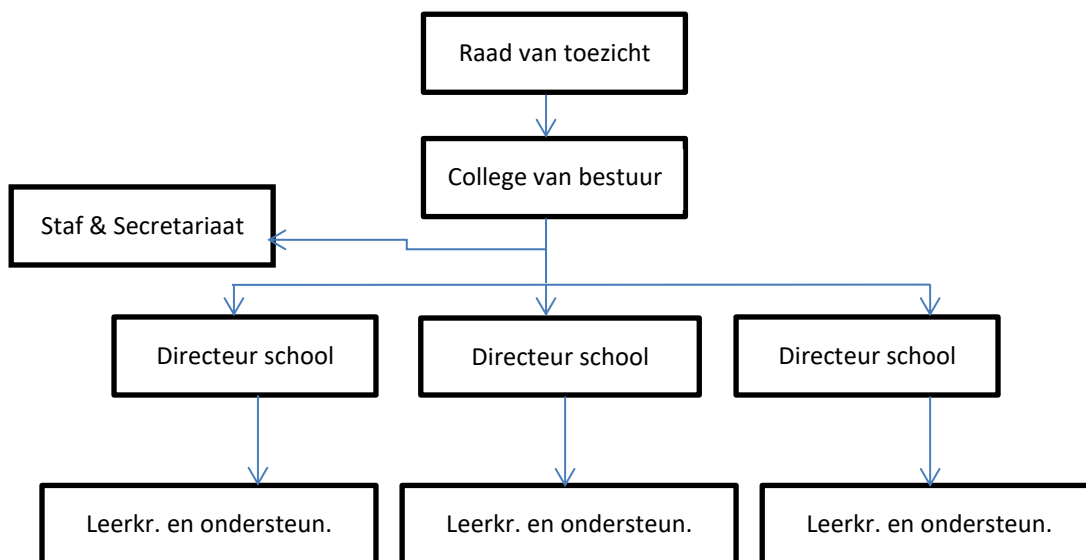 Raad van toezicht
College van bestuur
Staf & Secretariaat
Directeur school
Directeur school
Directeur school
Leerkr. en ondersteun.
Leerkr. en ondersteun.
Leerkr. en ondersteun.